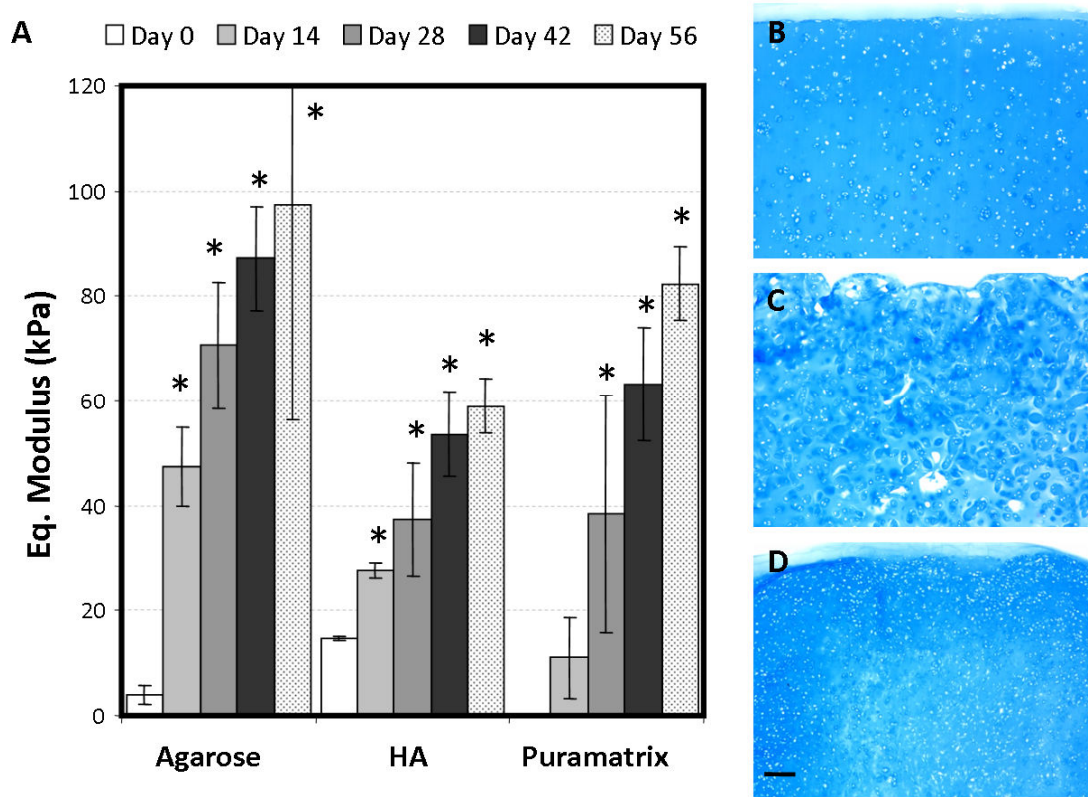 A
Day 0 Day 14 Day 28 Day 42 Day 56
120
100
80
60
40
20
0
Eq. Modulus (kPa)
* * * *
* * * *
* * *
Agarose HA Puramatrix
B
C
D